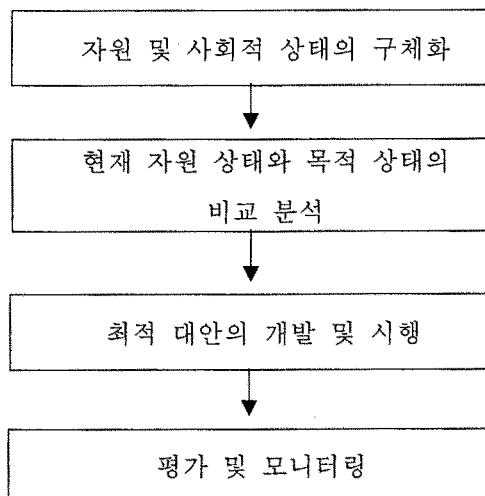 자원 및 사회적 상태의 구체화
현재 자원 상태와 목적 상태의
비교 분석
최적 대안의 개발 및 시행
평가 및 모니터링